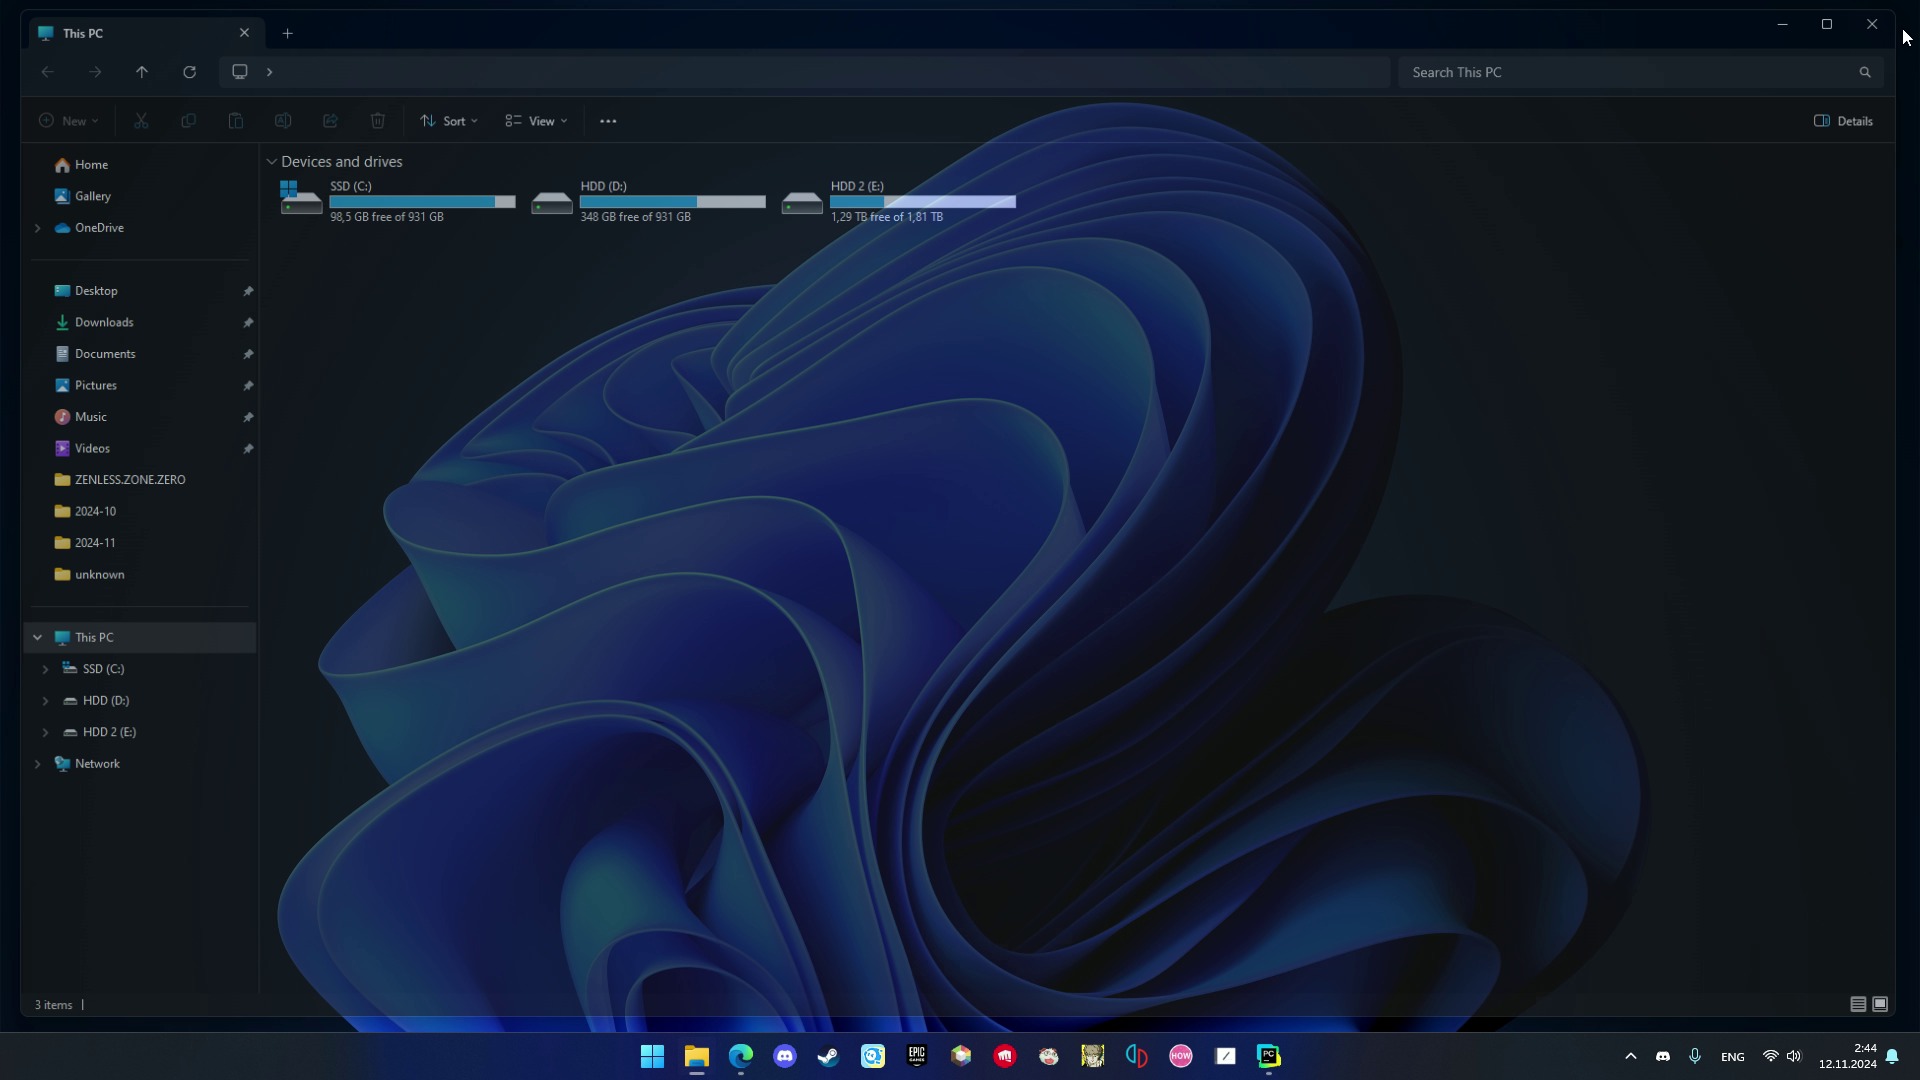 This PC
Search This PC
New
Sort
View
Details
Home
Gallery
OneDrive
Desktop
Downloads
Documents
Pictures
Music
Videos
ZENLESS.ZONE.ZERO
2024-10
2024-11
unknown
This PC
SSD (C:)
HDD (D:)
HDD 2 (E:)
Network
Devices and drives
SSD (C:)
98,5 GB free of 931 GB
HDD (D:)
348 GB free of 931 GB
HDD 2 (E:)
1,29 TB free of 1,81 TB
3 items
EPIC
GAMES
HOW
PC
ENG
2:44
12.11.2024